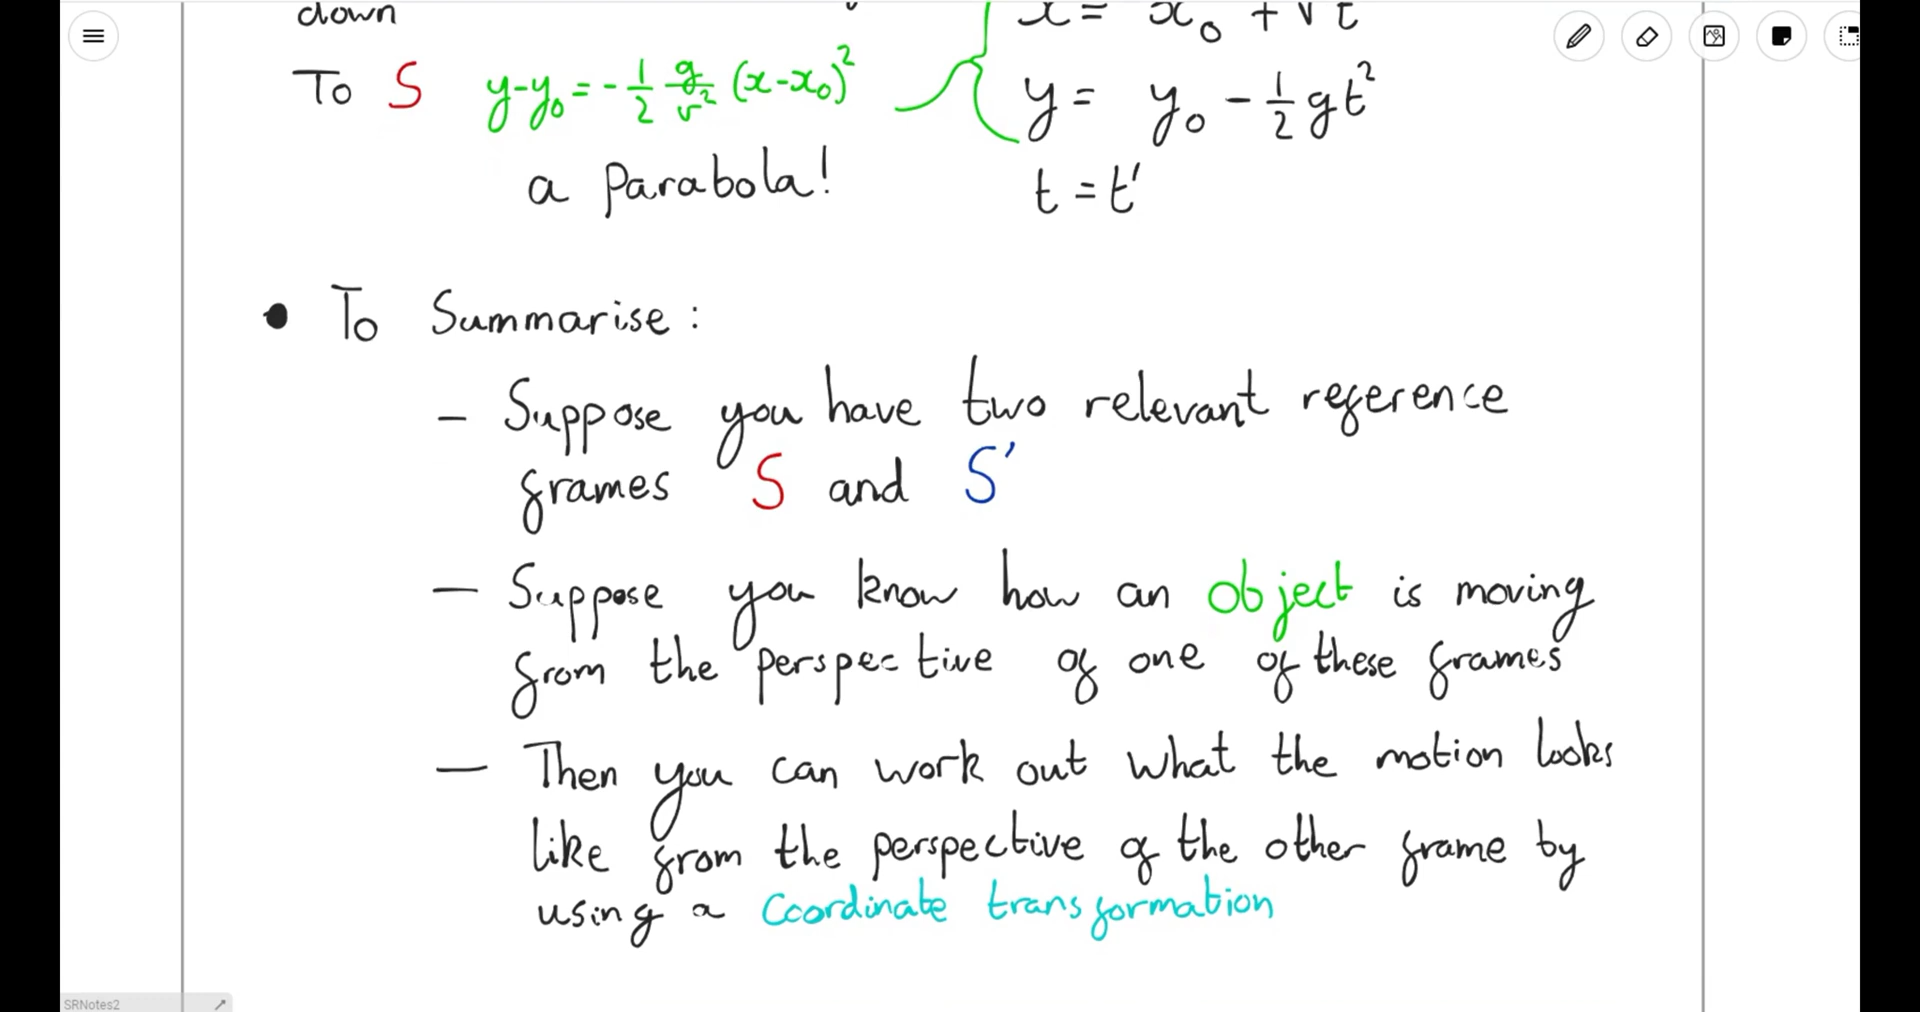 down
x = x₀ + vt
To S y-y₀ = -1/2 g/v² (x-x₀)²
y = y₀ - 1/2 gt²
a Parabola!
t = t'
• To Summarise:
- Suppose you have two relevant reference
frames S and S'
- Suppose you know how an object is moving
from the perspective of one of these frames
- Then you can work out what the motion looks
like from the perspective of the other frame by
using a Coordinate transformation
SRNotes2